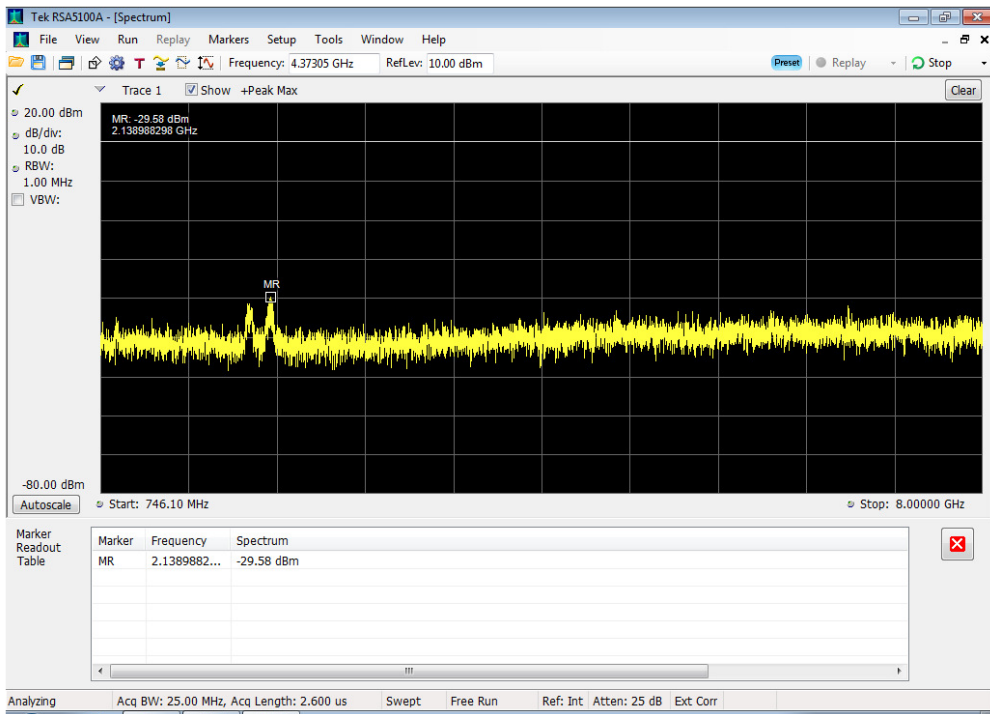 Tek RSA5100A - [Spectrum]
File View Run Replay Markers Setup Tools Window Help
T Frequency: 4.37305 GHz RefLev: 10.00 dBm Preset Replay Stop
Trace 1 Show +Peak Max Clear
20.00 dBm
dB/div:
10.0 dB
RBW:
1.00 MHz
VBW:
MR: -29.58 dBm
2.138988298 GHz
MR
-80.00 dBm
Autoscale Start: 746.10 MHz Stop: 8.00000 GHz
Marker
Readout
Table
Marker Frequency Spectrum
MR 2.1389882... -29.58 dBm
Analyzing Acq BW: 25.00 MHz, Acq Length: 2.600 us Swept Free Run Ref: Int Atten: 25 dB Ext Corr